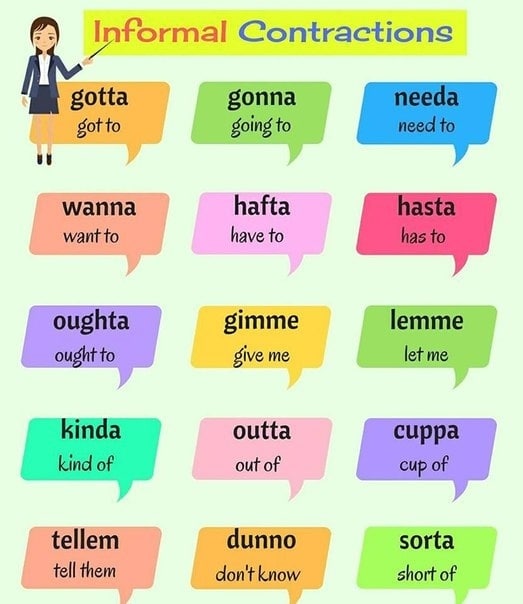 Informal Contractions
gotta
got to
gonna
going to
needa
need to
wanna
want to
hafta
have to
hasta
has to
oughta
ought to
gimme
give me
lemme
let me
kinda
kind of
outta
out of
cuppa
cup of
tellem
tell them
dunno
don't know
sorta
short of